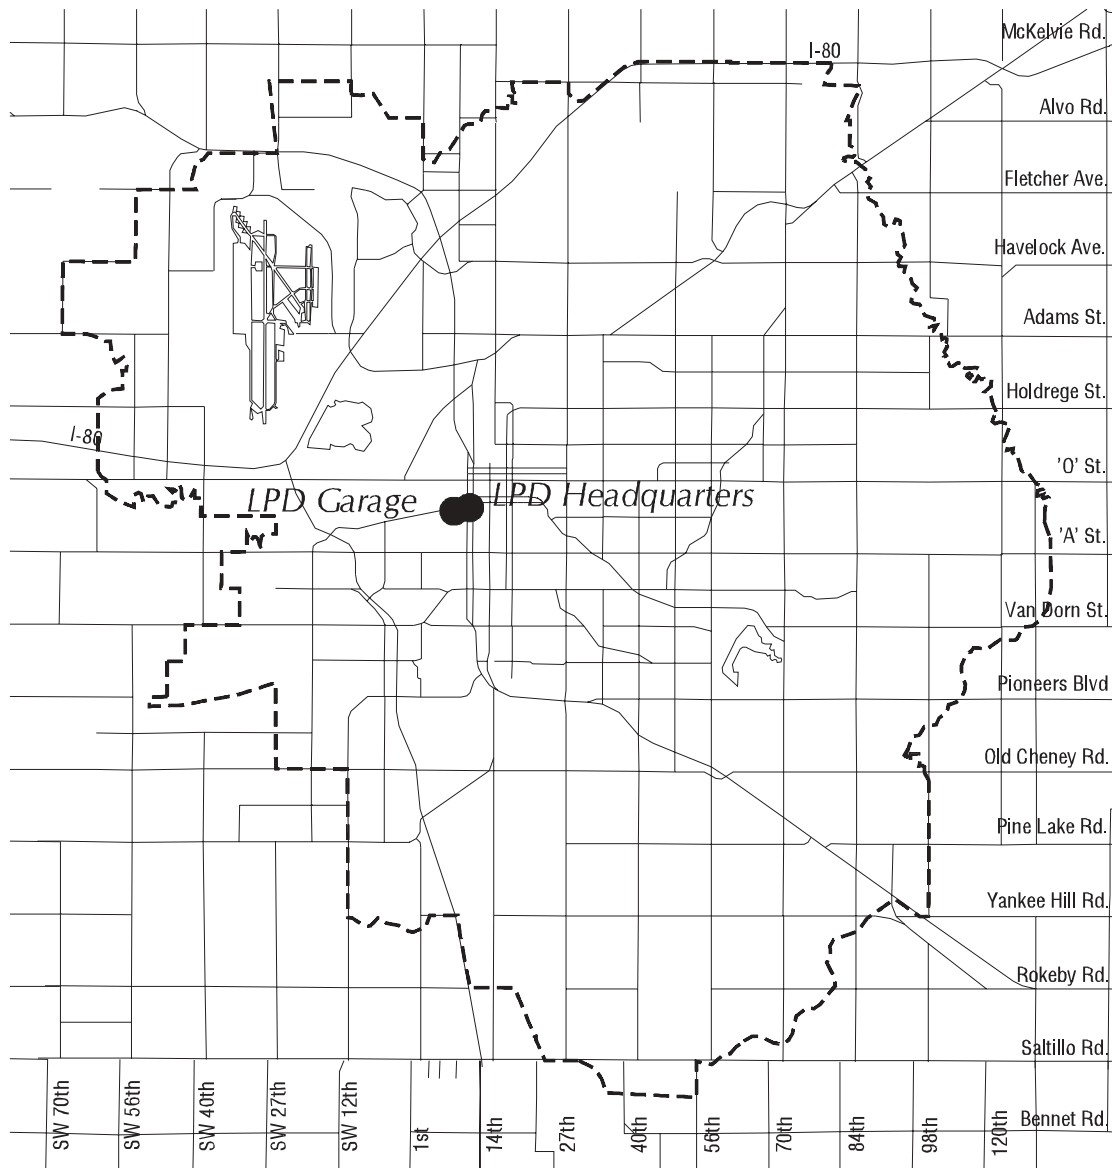 McKelvie Rd.
I-80
Alvo Rd.
Fletcher Ave.
Havelock Ave.
Adams St.
Holdrege St.
I-80
'O' St.
LPD Garage
LPD Headquarters
'A' St.
Van Dorn St.
Pioneers Blvd
Old Cheney Rd.
Pine Lake Rd.
Yankee Hill Rd.
Rokeby Rd.
Saltillo Rd.
Bennet Rd.
SW 70th
SW 56th
SW 40th
SW 27th
SW 12th
1st
14th
27th
40th
56th
70th
84th
98th
120th